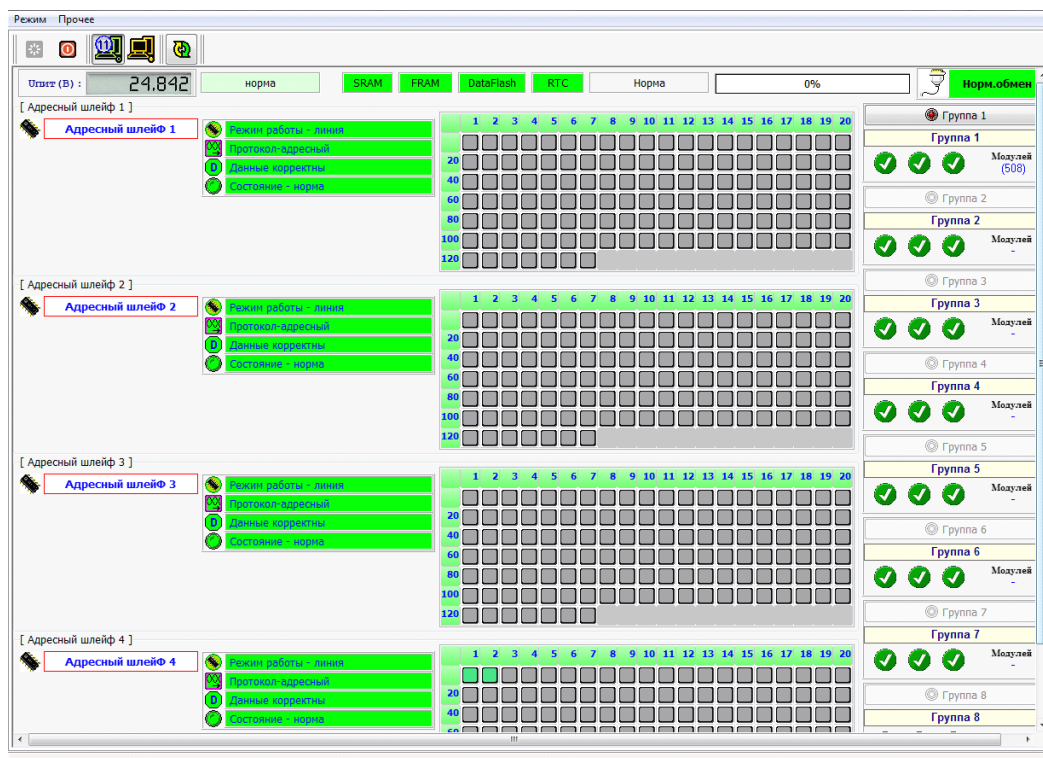 Режим Прочее
Uпит (В) : 24,842 норма SRAM FRAM DataFlash RTC Норма 0% Норм.обмен
[ Адресный шлейф 1 ]
Адресный шлейФ 1
Режим работы - линия
Протокол-адресный
D Данные корректны
Состояние - норма
1 2 3 4 5 6 7 8 9 10 11 12 13 14 15 16 17 18 19 20
20
40
60
80
100
120
[ Адресный шлейф 2 ]
Адресный шлейФ 2
Режим работы - линия
Протокол-адресный
D Данные корректны
Состояние - норма
1 2 3 4 5 6 7 8 9 10 11 12 13 14 15 16 17 18 19 20
20
40
60
80
100
120
[ Адресный шлейф 3 ]
Адресный шлейФ 3
Режим работы - линия
Протокол-адресный
D Данные корректны
Состояние - норма
1 2 3 4 5 6 7 8 9 10 11 12 13 14 15 16 17 18 19 20
20
40
60
80
100
120
[ Адресный шлейф 4 ]
Адресный шлейФ 4
Режим работы - линия
Протокол-адресный
D Данные корректны
Состояние - норма
1 2 3 4 5 6 7 8 9 10 11 12 13 14 15 16 17 18 19 20
20
40
Группа 1
Группа 1
Модулей
(508)
Группа 2
Группа 2
Модулей
-
Группа 3
Группа 3
Модулей
-
Группа 4
Группа 4
Модулей
-
Группа 5
Группа 5
Модулей
-
Группа 6
Группа 6
Модулей
-
Группа 7
Группа 7
Модулей
-
Группа 8
Группа 8